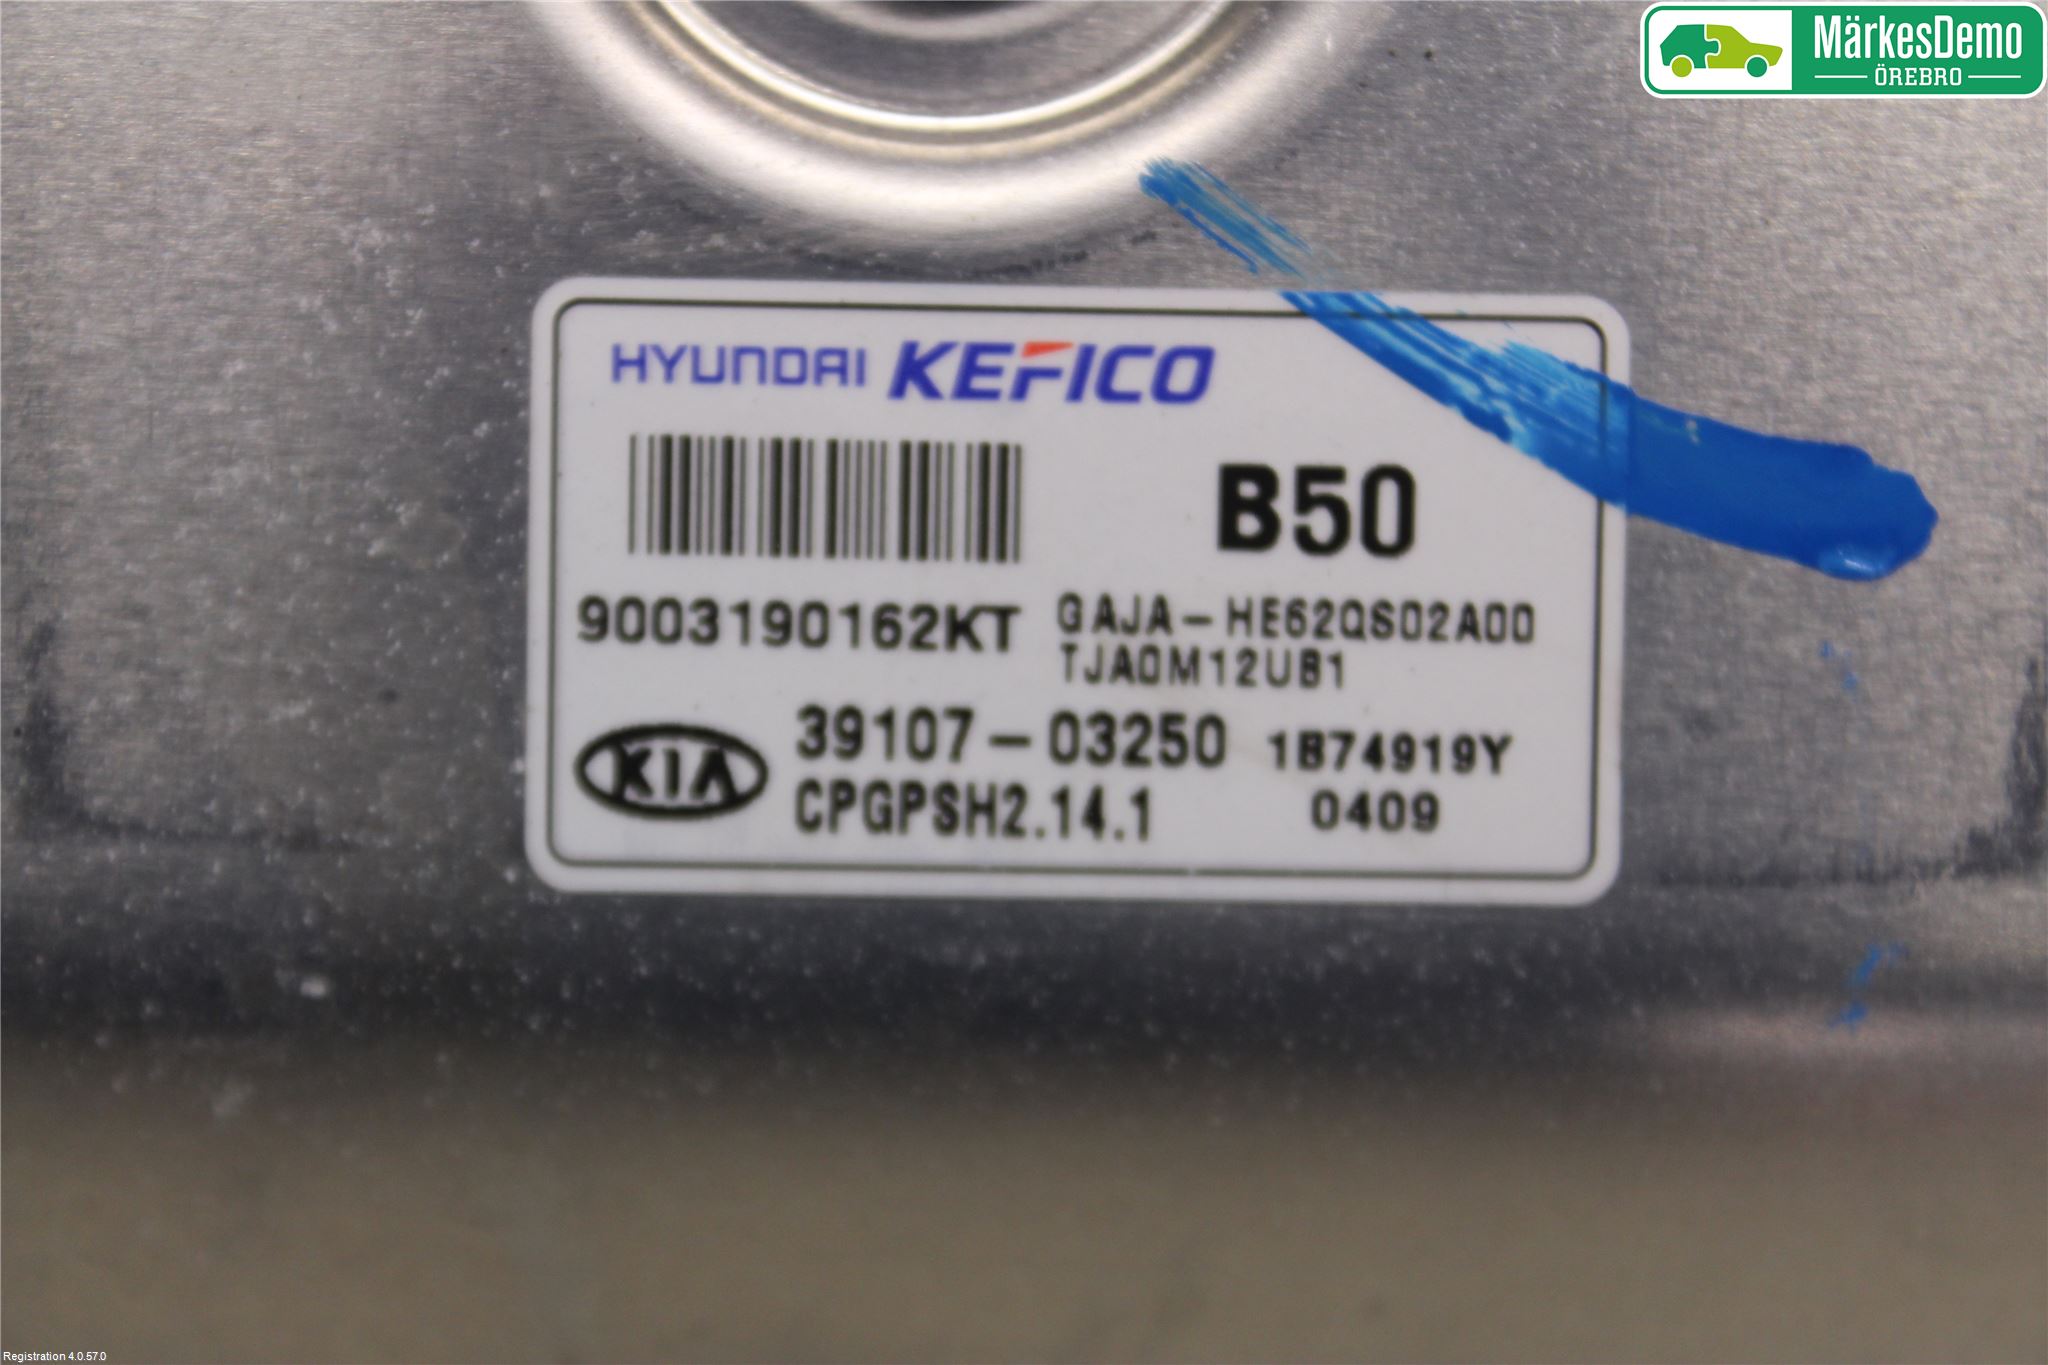 MärkesDemo
ÖREBRO
HYUNDAI KEFICO
B50
9003190162KT
GAJA-HE62QS02A00
TJA0M12UB1
KIA
39107-03250
1B74919Y
CPGPSH2.14.1
0409
Registration 4.0.57.0